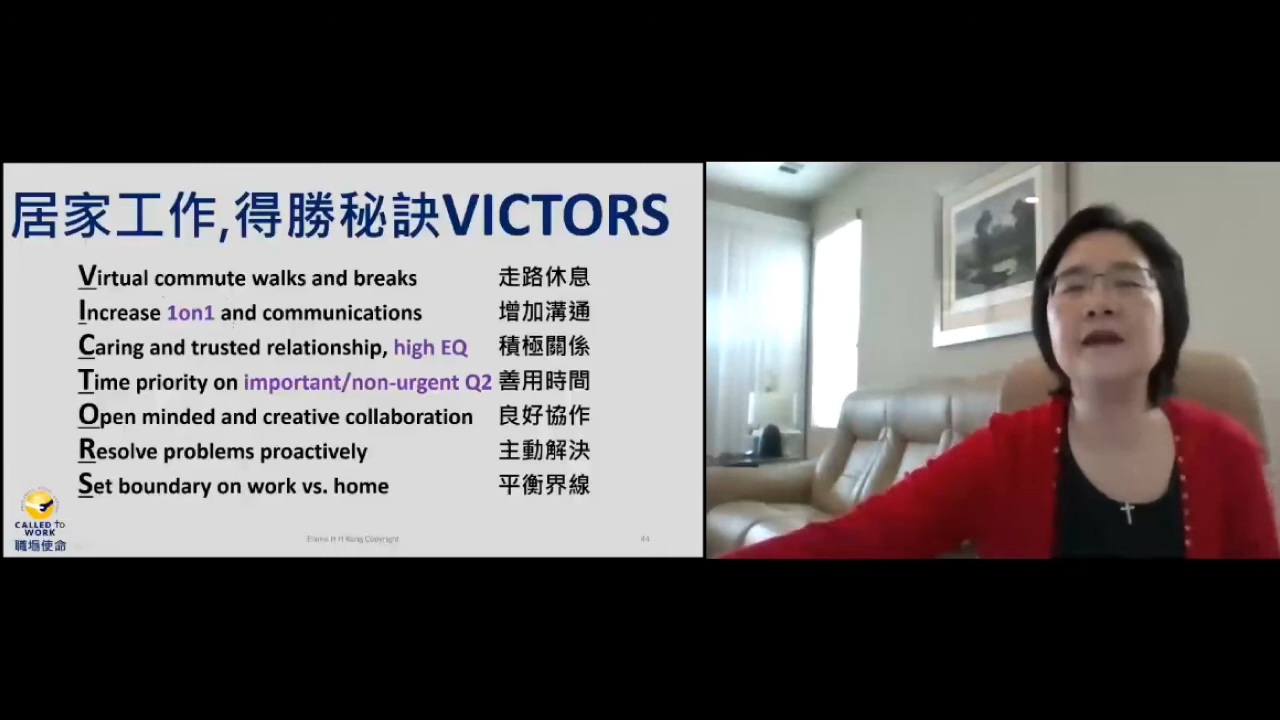 居家工作,得勝秘訣VICTORS
Virtual commute walks and breaks 走路休息
Increase 1on1 and communications 增加溝通
Caring and trusted relationship, high EQ 積極關係
Time priority on important/non-urgent Q2 善用時間
Open minded and creative collaboration 良好協作
Resolve problems proactively 主動解決
Set boundary on work vs. home 平衡界線
CALLED to
WORK
職場使命
Copyright
44